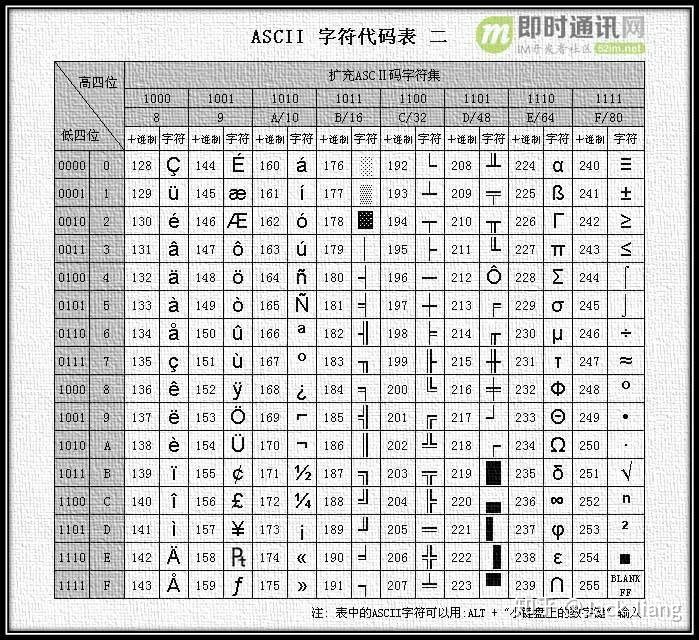 ASCII 字符代码表 二
即时通讯网
IM开发者社区 52im.net
高四位
低四位
扩充ASCⅡ码字符集
1000 1001 1010 1011 1100 1101 1110 1111
8 9 A/10 B/16 C/32 D/48 E/64 F/80
十进制 字符 十进制 字符 十进制 字符 十进制 字符 十进制 字符 十进制 字符 十进制 字符 十进制 字符
0000 0 128 Ç 144 É 160 á 176 ░ 192 └ 208 ╨ 224 α 240 ≡
0001 1 129 ü 145 æ 161 í 177 ▒ 193 ┴ 209 ╤ 225 ß 241 ±
0010 2 130 é 146 Æ 162 ó 178 ▓ 194 ┬ 210 ╥ 226 Γ 242 ≥
0011 3 131 â 147 ô 163 ú 179 │ 195 ├ 211 ╙ 227 π 243 ≤
0100 4 132 ä 148 ö 164 ñ 180 ┤ 196 ─ 212 Ô 228 Σ 244 ⌠
0101 5 133 à 149 ò 165 Ñ 181 ╡ 197 ┼ 213 ╒ 229 σ 245 ⌡
0110 6 134 å 150 û 166 ª 182 ╢ 198 ╞ 214 ╓ 230 µ 246 ÷
0111 7 135 ç 151 ù 167 º 183 ╖ 199 ╟ 215 ╫ 231 τ 247 ≈
1000 8 136 ê 152 ÿ 168 ¿ 184 ╕ 200 ╚ 216 ╪ 232 Φ 248 °
1001 9 137 ë 153 Ö 169 ⌐ 185 ╣ 201 ╔ 217 ┘ 233 Θ 249 •
1010 A 138 è 154 Ü 170 ¬ 186 ║ 202 ╩ 218 ┌ 234 Ω 250 ·
1011 B 139 ï 155 ¢ 171 ½ 187 ╗ 203 ╦ 219 █ 235 δ 251 √
1100 C 140 î 156 £ 172 ¼ 188 ╝ 204 ╠ 220 ▄ 236 ∞ 252 ⁿ
1101 D 141 ì 157 ¥ 173 ¡ 189 ╜ 205 ═ 221 ▌ 237 φ 253 ²
1110 E 142 Ä 158 ₧ 174 « 190 ╛ 206 ╬ 222 ▐ 238 ε 254 ■
1111 F 143 Å 159 ƒ 175 » 191 ┐ 207 ╧ 223 ▀ 239 ∩ 255 BLANK FF
注: 表中的ASCII字符可以用:ALT + "小键盘上的数字键" 输入
知乎 @Jack Jiang